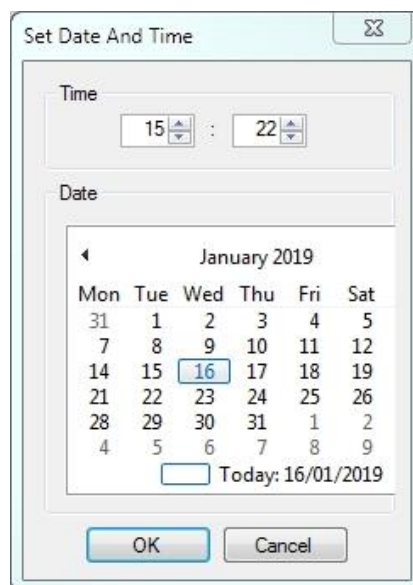 Set Date And Time
Time
15 : 22
Date
January 2019
Mon Tue Wed Thu Fri Sat
31 1 2 3 4 5
7 8 9 10 11 12
14 15 16 17 18 19
21 22 23 24 25 26
28 29 30 31 1 2
4 5 6 7 8 9
Today: 16/01/2019
OK Cancel